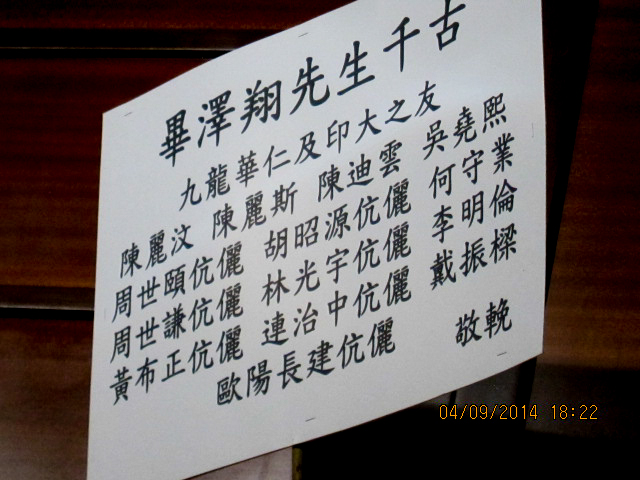 畢澤翔先生千古
九龍華仁及印大之友
陳麗汶 陳麗斯 陳迪雲 吳堯熙
周世頤伉儷 胡昭源伉儷 何守業
周世謙伉儷 林光宇伉儷 李明倫
黃布正伉儷 連治中伉儷 戴振樑
歐陽長建伉儷 敬輓
04/09/2014 18:22